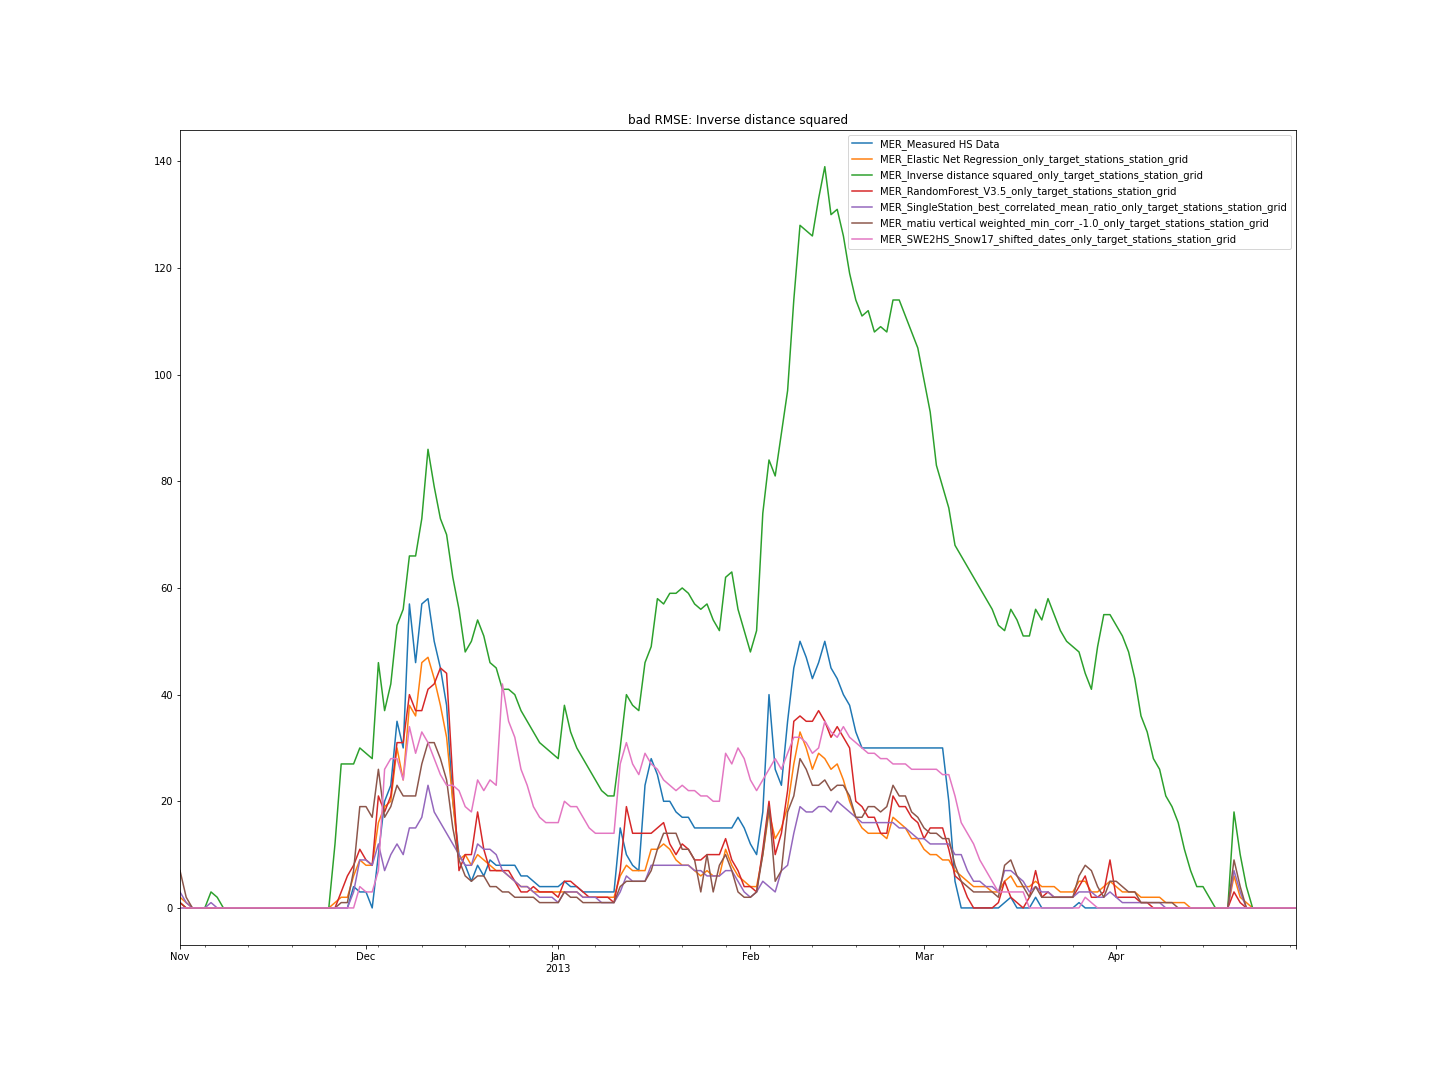 bad RMSE: Inverse distance squared
MER_Measured HS Data
MER_Elastic Net Regression_only_target_stations_station_grid
MER_Inverse distance squared_only_target_stations_station_grid
MER_RandomForest_V3.5_only_target_stations_station_grid
MER_SingleStation_best_correlated_mean_ratio_only_target_stations_station_grid
MER_matiu vertical weighted_min_corr_-1.0_only_target_stations_station_grid
MER_SWE2HS_Snow17_shifted_dates_only_target_stations_station_grid
140
120
100
80
60
40
20
0
Nov Dec Jan Feb Mar Apr
2013